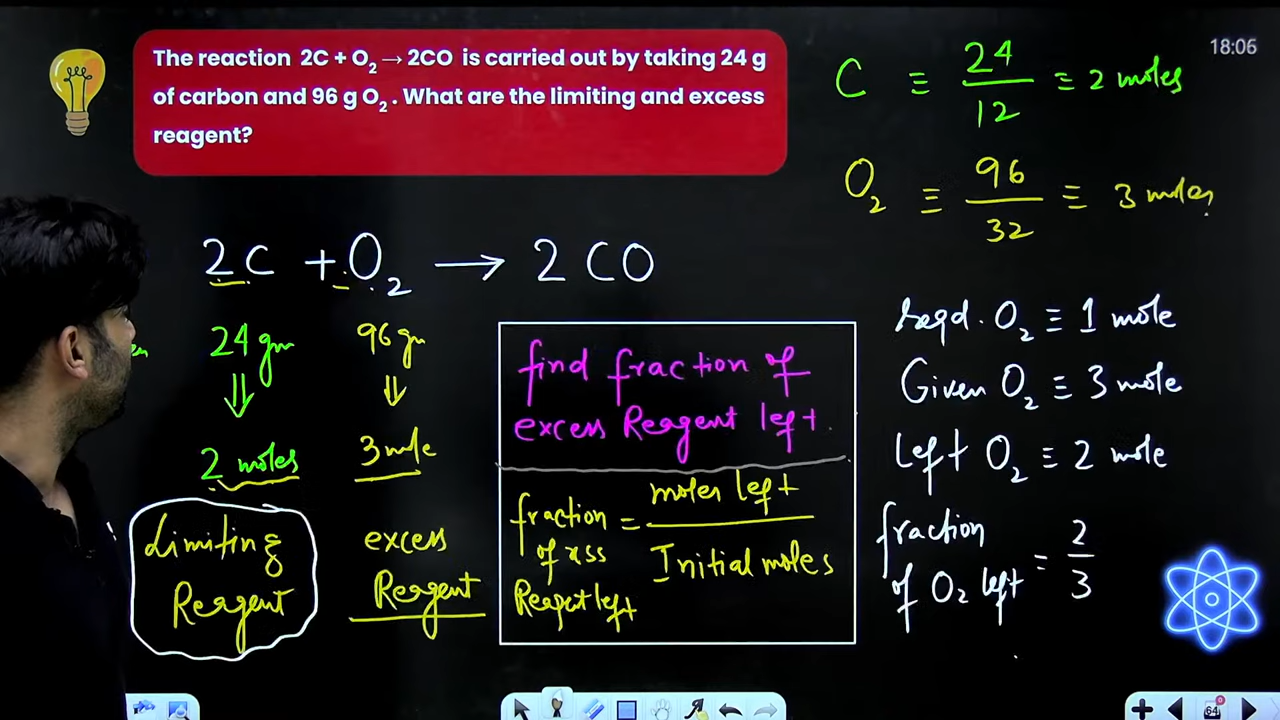 The reaction 2C + O₂ → 2CO is carried out by taking 24 g
of carbon and 96 g O₂ . What are the limiting and excess
reagent?
18:06
C ≡ 24/12 ≡ 2 moles
O₂ ≡ 96/32 ≡ 3 moles
2C + O₂ → 2CO
24 gm 96 gm
⇓ ⇓
2 moles 3 mole
Limiting
Reagent
excess
Reagent
find fraction of
excess Reagent left.
fraction
of xss
Reagent left
= moles left / Initial moles
reqd. O₂ ≡ 1 mole
Given O₂ ≡ 3 mole
Left O₂ ≡ 2 mole
fraction
of O₂ left = 2/3
64